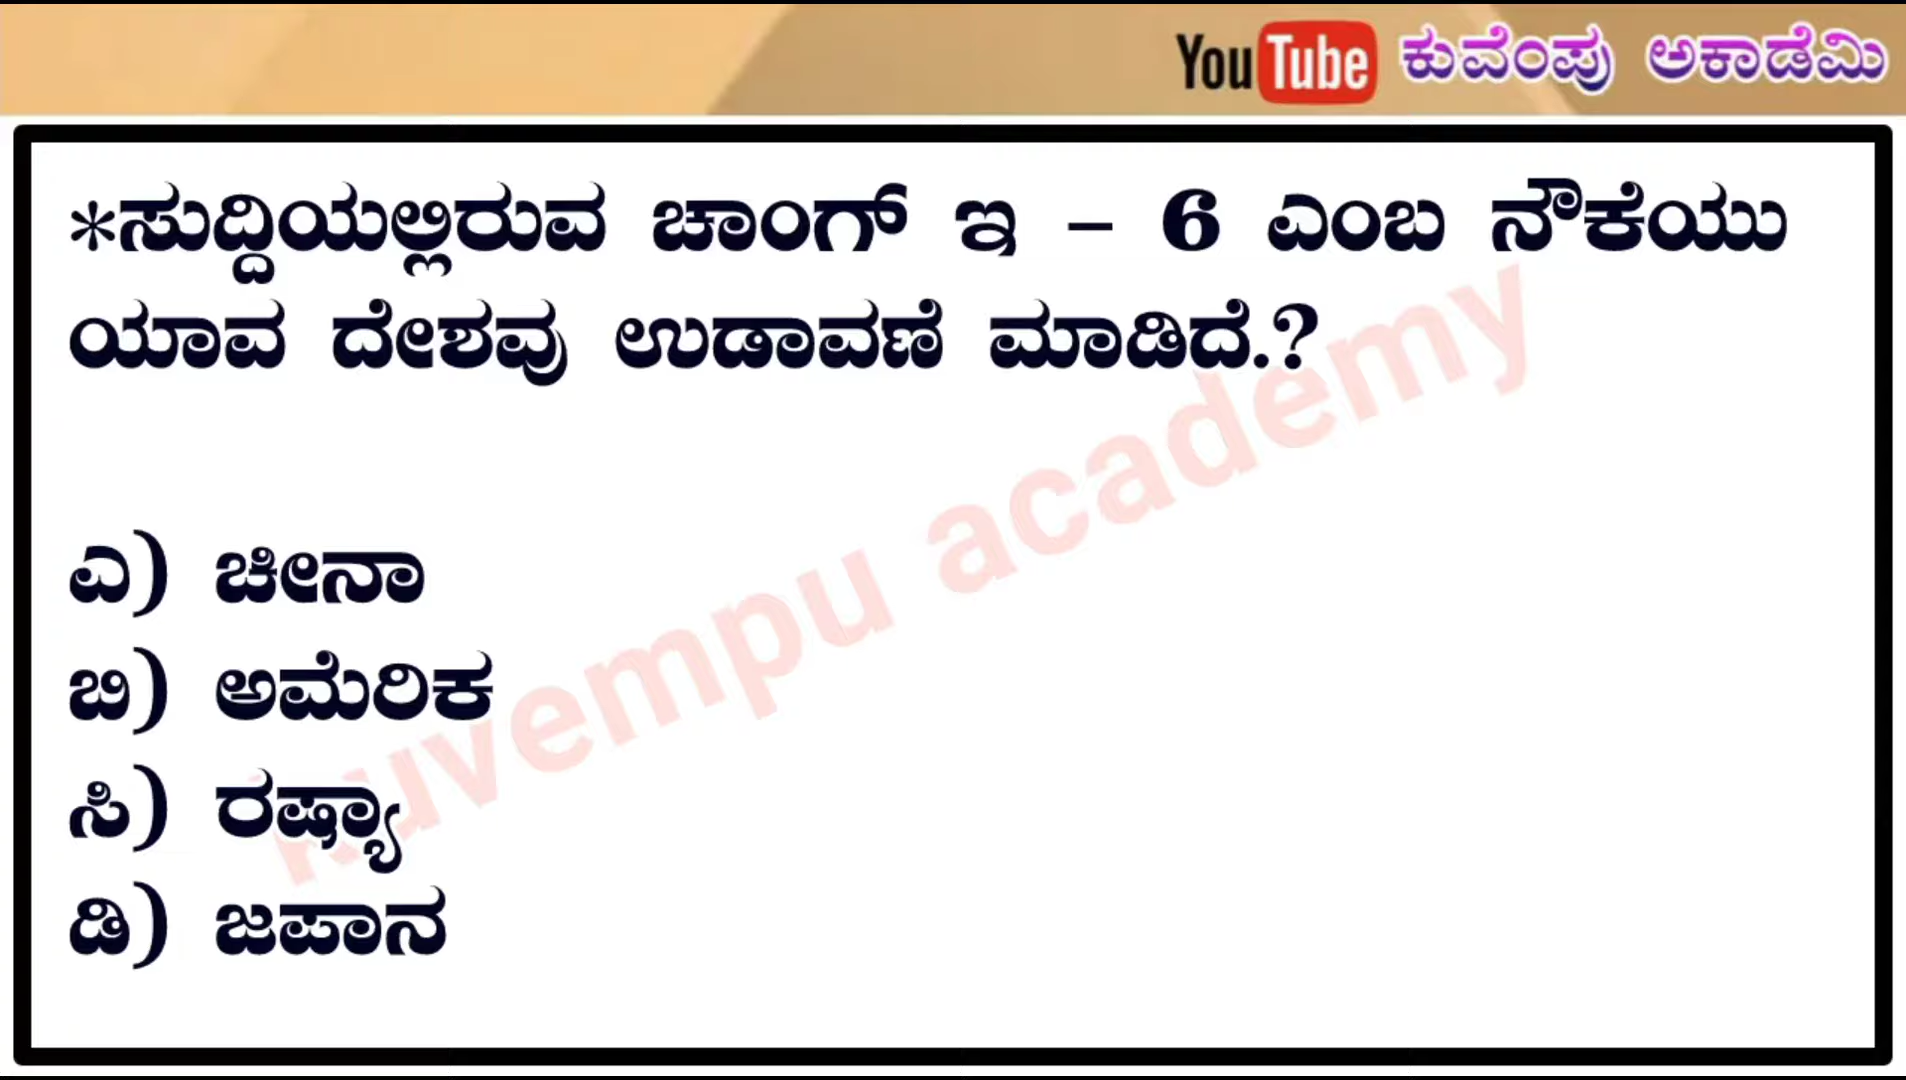 YouTube ಕುವೆಂಪು ಅಕಾಡೆಮಿ
*ಸುದ್ದಿಯಲ್ಲಿರುವ ಚಾಂಗ್ ಇ - 6 ಎಂಬ ನೌಕೆಯು
ಯಾವ ದೇಶವು ಉಡಾವಣೆ ಮಾಡಿದೆ.?
ಎ) ಚೀನಾ
ಬಿ) ಅಮೆರಿಕ
ಸಿ) ರಷ್ಯಾ
ಡಿ) ಜಪಾನ
kuvempu academy